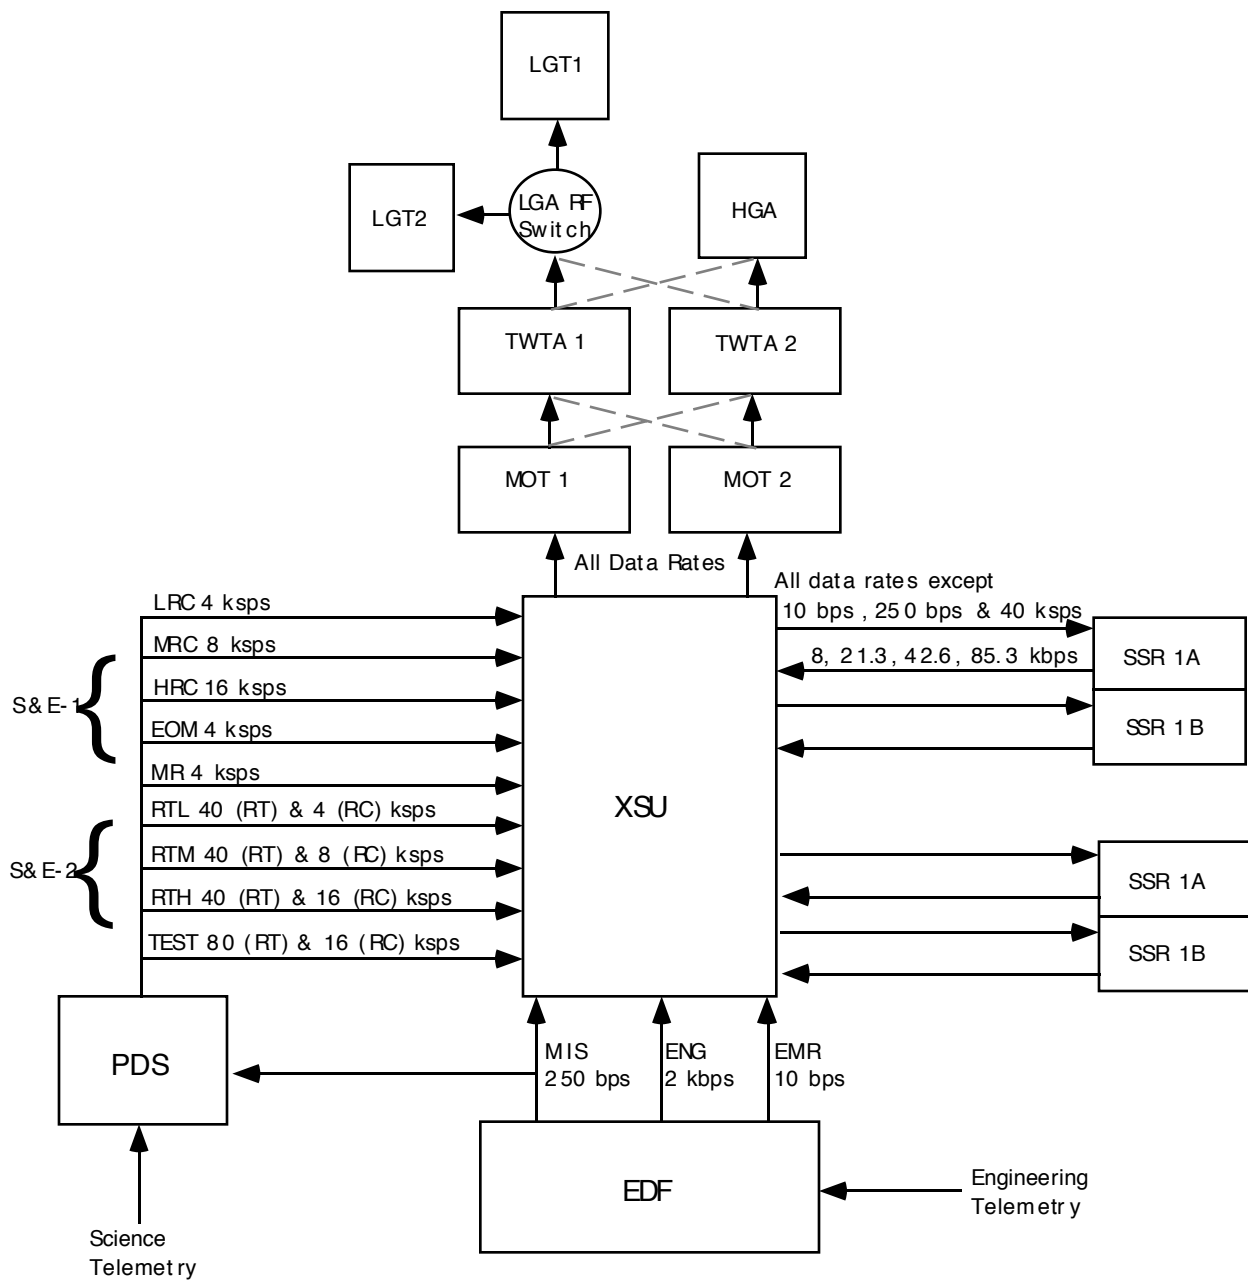 LGT1
LGT2
LGA RF
Switch
HGA
TWTA 1
TWTA 2
MOT 1
MOT 2
All Data Rates
All data rates except
10 bps, 250 bps & 40 ksps
8, 21.3, 42.6, 85.3 kbps
SSR 1A
SSR 1B
LRC 4 ksps
MRC 8 ksps
HRC 16 ksps
EOM 4 ksps
MR 4 ksps
RTL 40 (RT) & 4 (RC) ksps
RTM 40 (RT) & 8 (RC) ksps
RTH 40 (RT) & 16 (RC) ksps
TEST 80 (RT) & 16 (RC) ksps
S&E-1
S&E-2
XSU
SSR 1A
SSR 1B
PDS
MIS
250 bps
ENG
2 kbps
EMR
10 bps
EDF
Engineering
Telemetry
Science
Telemetry